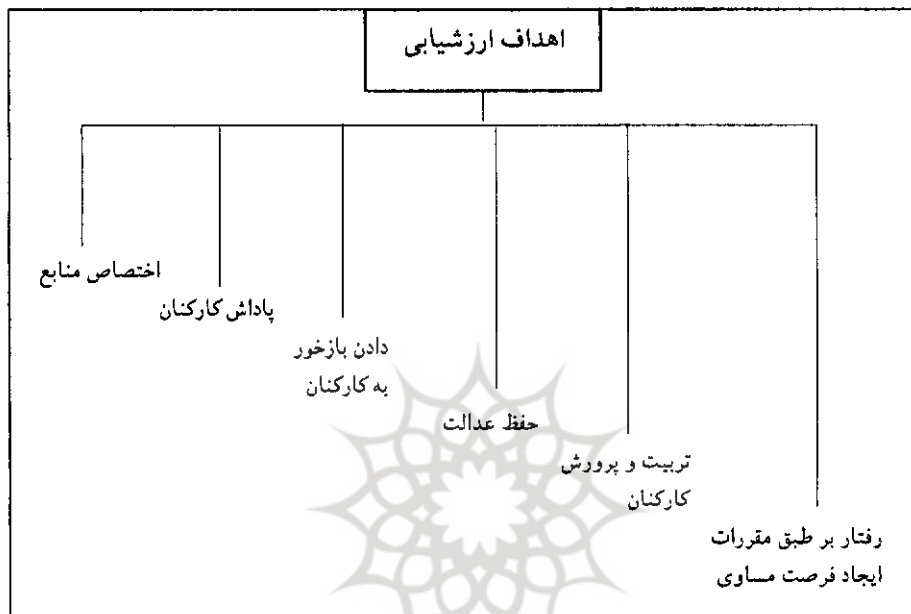 اهداف ارزشیابی
اختصاص منابع
پاداش کارکنان
دادن بازخور
به کارکنان
حفظ عدالت
تربیت و پرورش
کارکنان
رفتار بر طبق مقررات
ایجاد فرصت مساوی